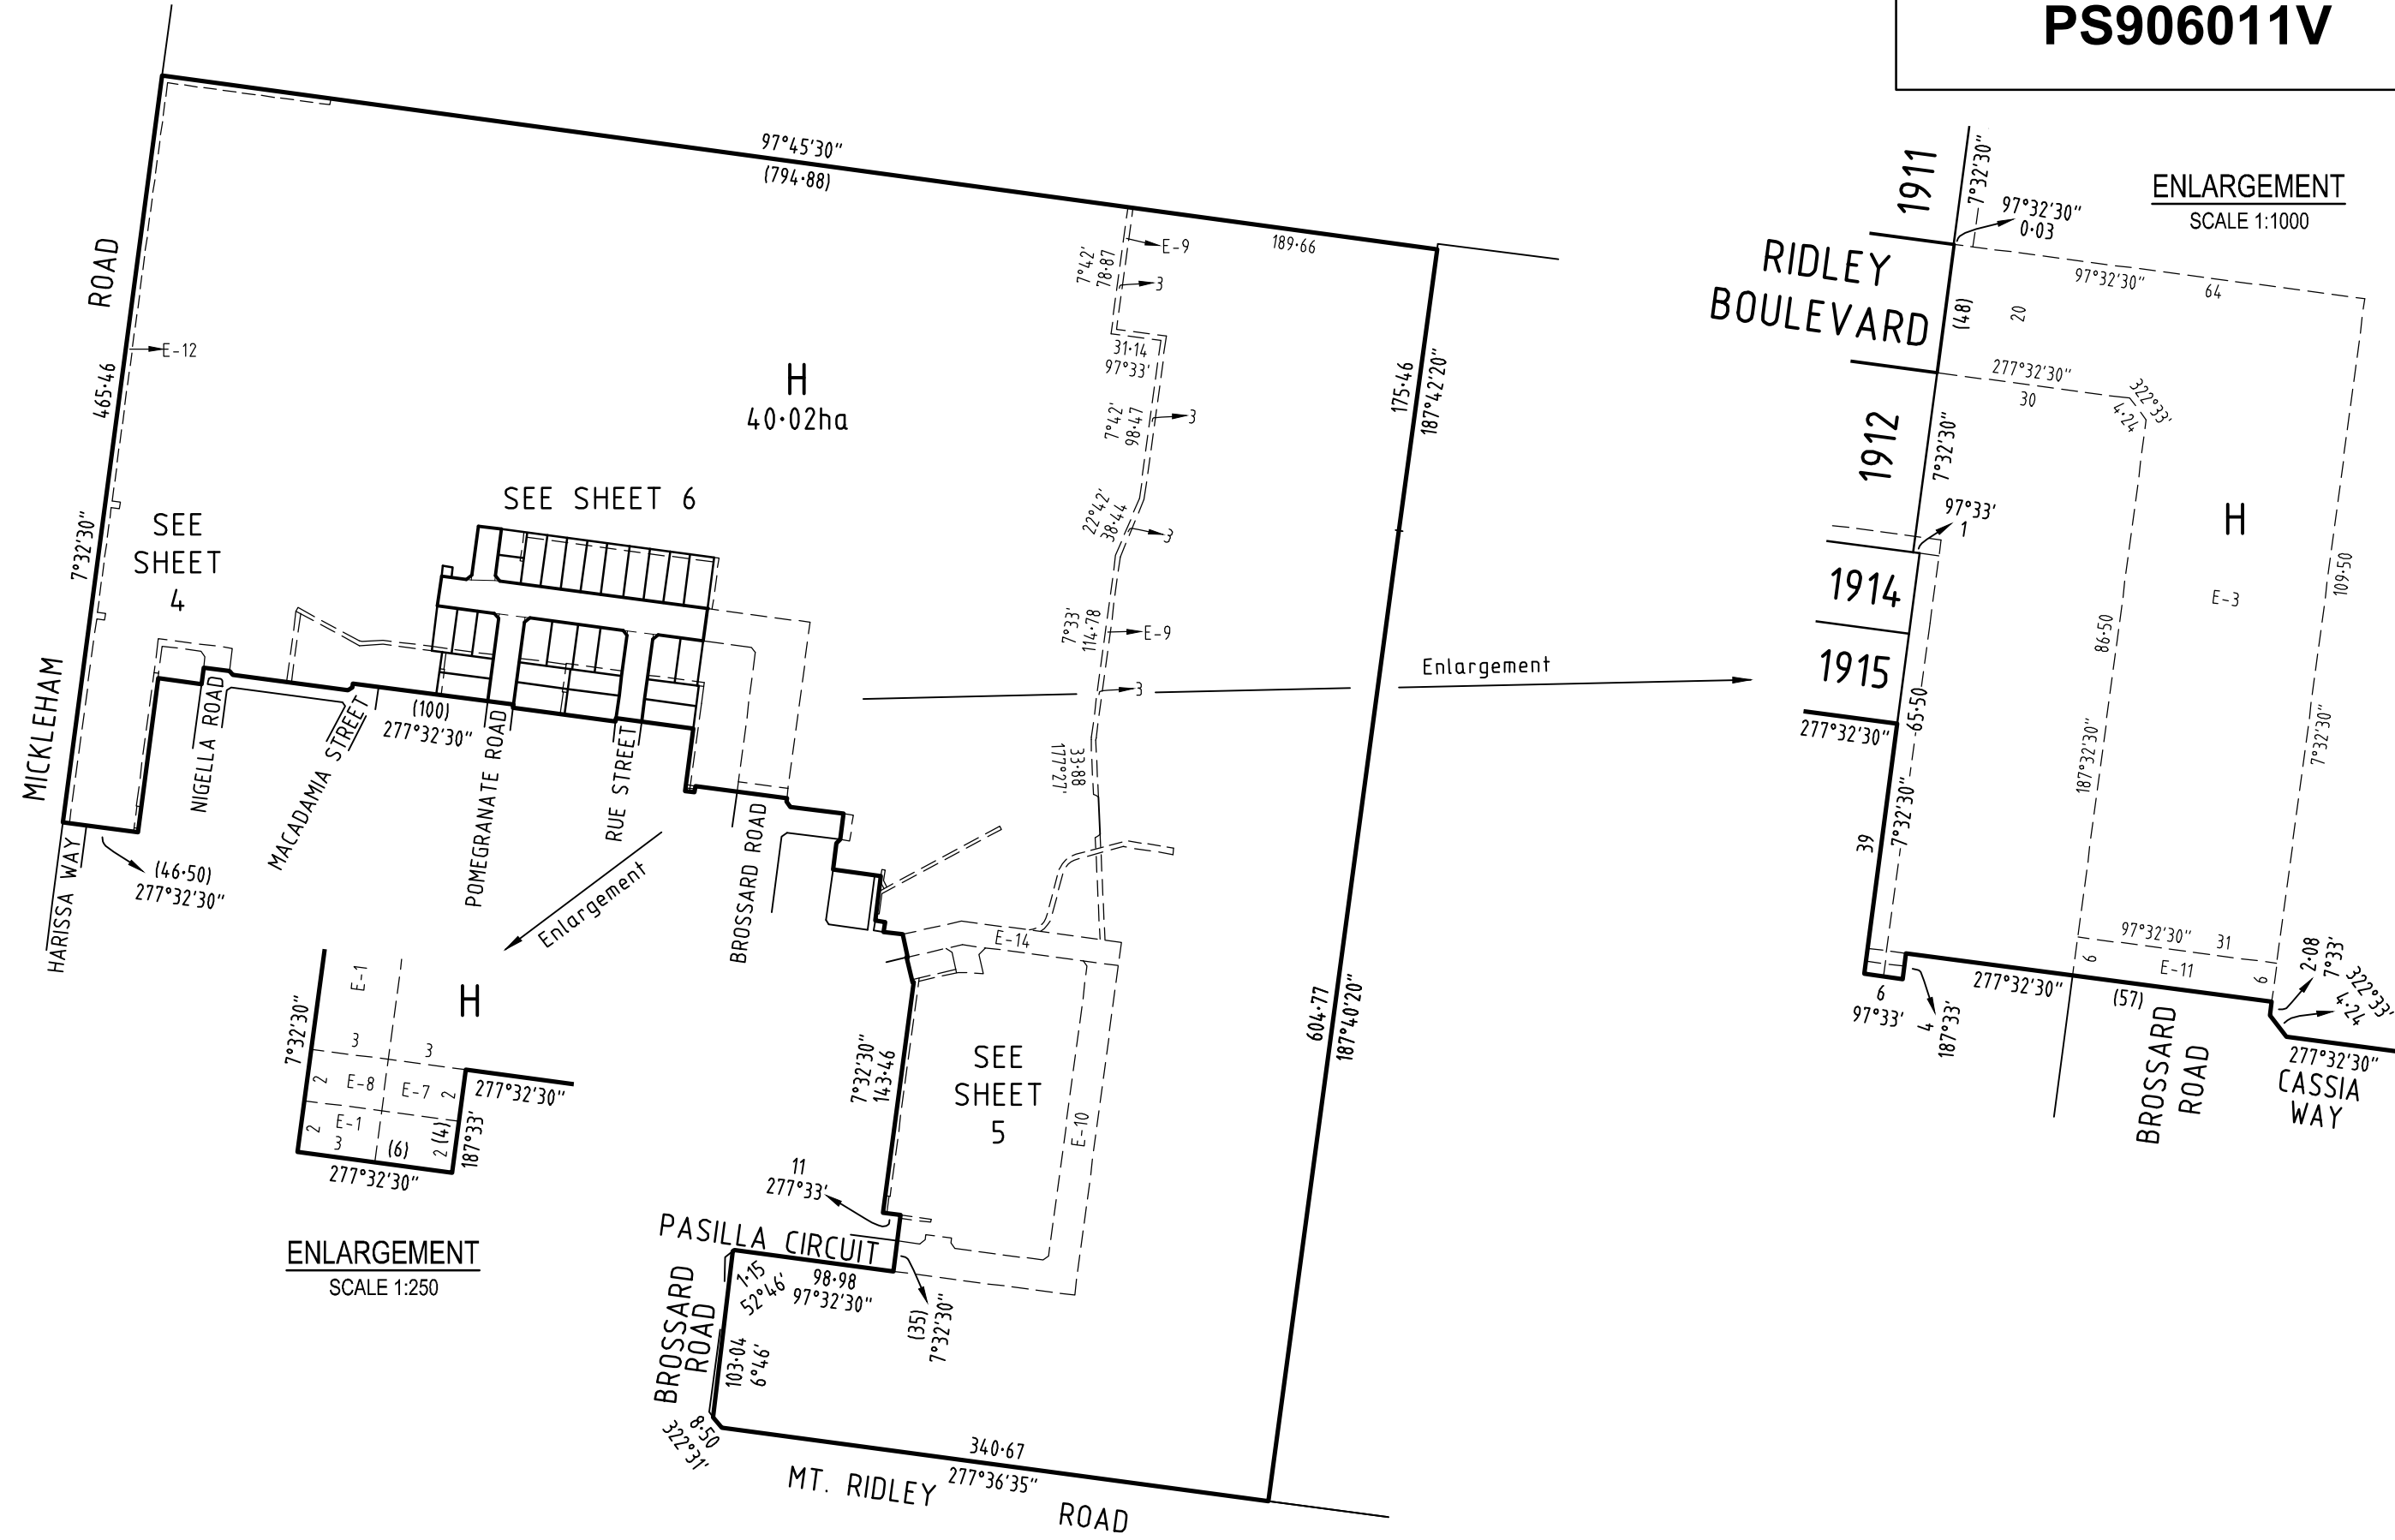 PS906011V
97°45'30"
(794·88)
189·66
ROAD
E-12
465·46
7°32'30"
MICKLEHAM
H
40·02ha
E-9
7°42'
78·87
3
31·14
97°33'
7°42'
98·47
3
22°42'
38·44
3
7°33'
114·78
E-9
3
33·88
177°27'
175·46
187°42'20"
604·77
187°40'20"
SEE
SHEET
4
SEE SHEET 6
(100)
277°32'30"
NIGELLA ROAD
MACADAMIA STREET
POMEGRANATE ROAD
RUE STREET
BROSSARD ROAD
HARISSA WAY
(46·50)
277°32'30"
Enlargement
Enlargement
E-14
7°32'30"
143·46
SEE
SHEET
5
E-10
11
277°33'
PASILLA CIRCUIT
BROSSARD
ROAD
1·15
52°46'
98·98
97°32'30"
(35)
7°32'30"
103·04
6°46'
8·50
322°31'
340·67
277°36'35"
MT. RIDLEY
ROAD
E-1
H
7°32'30"
3
3
2
E-8
E-7
2
277°32'30"
2
E-1
3
(6)
2
(4)
187°33'
277°32'30"
ENLARGEMENT
SCALE 1:250
ENLARGEMENT
SCALE 1:1000
1911
7°32'30"
97°32'30"
0·03
RIDLEY
BOULEVARD
(48)
20
97°32'30"
64
277°32'30"
30
322°33'
4·24
1912
7°32'30"
97°33'
1
H
E-3
109·50
7°32'30"
86·50
187°32'30"
1914
1915
277°32'30"
65·50
7°32'30"
39
6
97°33'
4
187°33'
277°32'30"
97°32'30"
31
6
E-11
6
(57)
2·08
7°33'
322°33'
4·24
277°32'30"
BROSSARD
ROAD
CASSIA
WAY